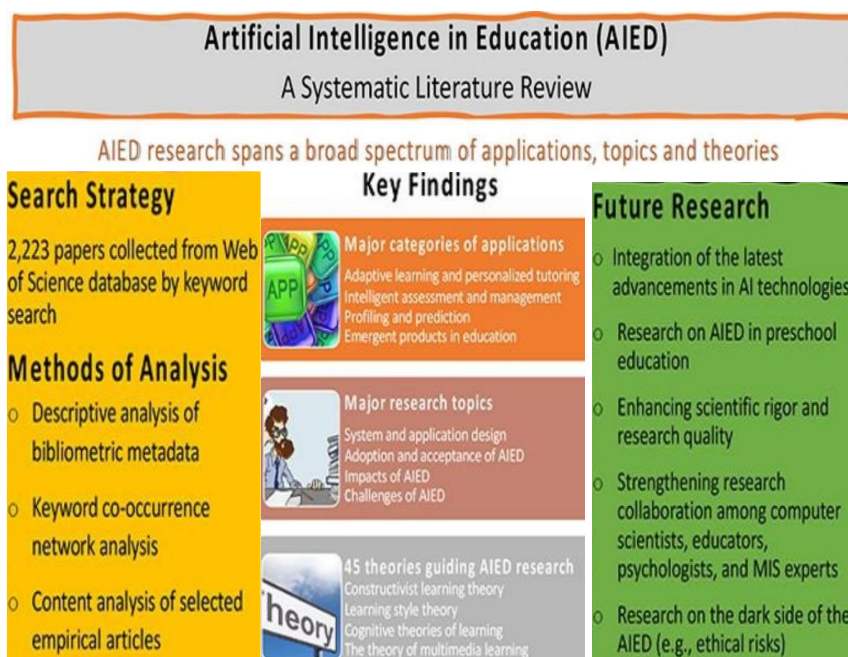 Artificial Intelligence in Education (AIED)
A Systematic Literature Review
AIED research spans a broad spectrum of applications, topics and theories
Search Strategy
2,223 papers collected from Web
of Science database by keyword
search
Methods of Analysis
o Descriptive analysis of
bibliometric metadata
o Keyword co-occurrence
network analysis
o Content analysis of selected
empirical articles
Key Findings
APP
Major categories of applications
Adaptive learning and personalized tutoring
Intelligent assessment and management
Profiling and prediction
Emergent products in education
Major research topics
System and application design
Adoption and acceptance of AIED
Impacts of AIED
Challenges of AIED
Theory
45 theories guiding AIED research
Constructivist learning theory
Learning style theory
Cognitive theories of learning
The theory of multimedia learning
Future Research
o Integration of the latest
advancements in AI technologies
o Research on AIED in preschool
education
o Enhancing scientific rigor and
research quality
o Strengthening research
collaboration among computer
scientists, educators,
psychologists, and MIS experts
o Research on the dark side of the
AIED (e.g., ethical risks)